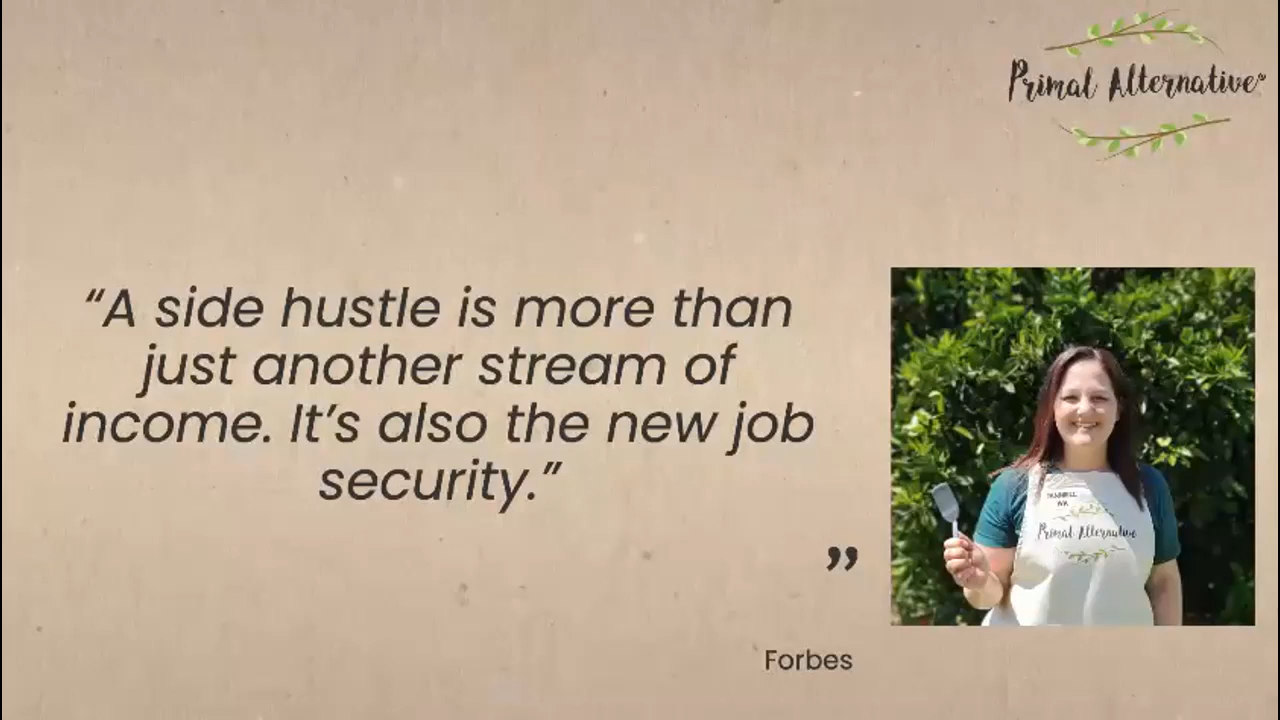 Primal Alternative®
“A side hustle is more than
just another stream of
income. It’s also the new job
security.”
”
Forbes
WA
Primal Alternative